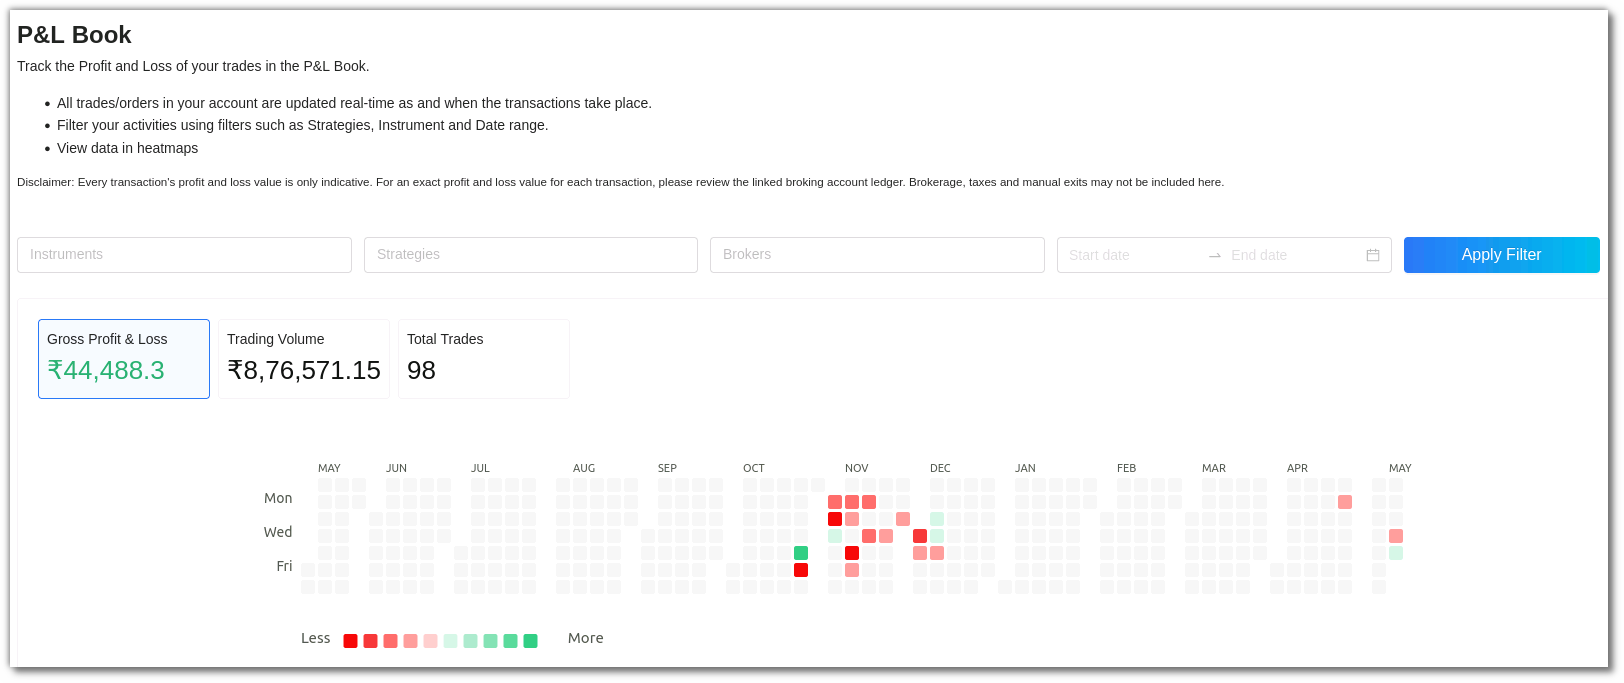 P&L Book
Track the Profit and Loss of your trades in the P&L Book.
• All trades/orders in your account are updated real-time as and when the transactions take place.
• Filter your activities using filters such as Strategies, Instrument and Date range.
• View data in heatmaps
Disclaimer: Every transaction's profit and loss value is only indicative. For an exact profit and loss value for each transaction, please review the linked broking account ledger. Brokerage, taxes and manual exits may not be included here.
Instruments Strategies Brokers Start date → End date Apply Filter
Gross Profit & Loss Trading Volume Total Trades
₹44,488.3 ₹8,76,571.15 98
MAY JUN JUL AUG SEP OCT NOV DEC JAN FEB MAR APR MAY
Mon
Wed
Fri
Less More